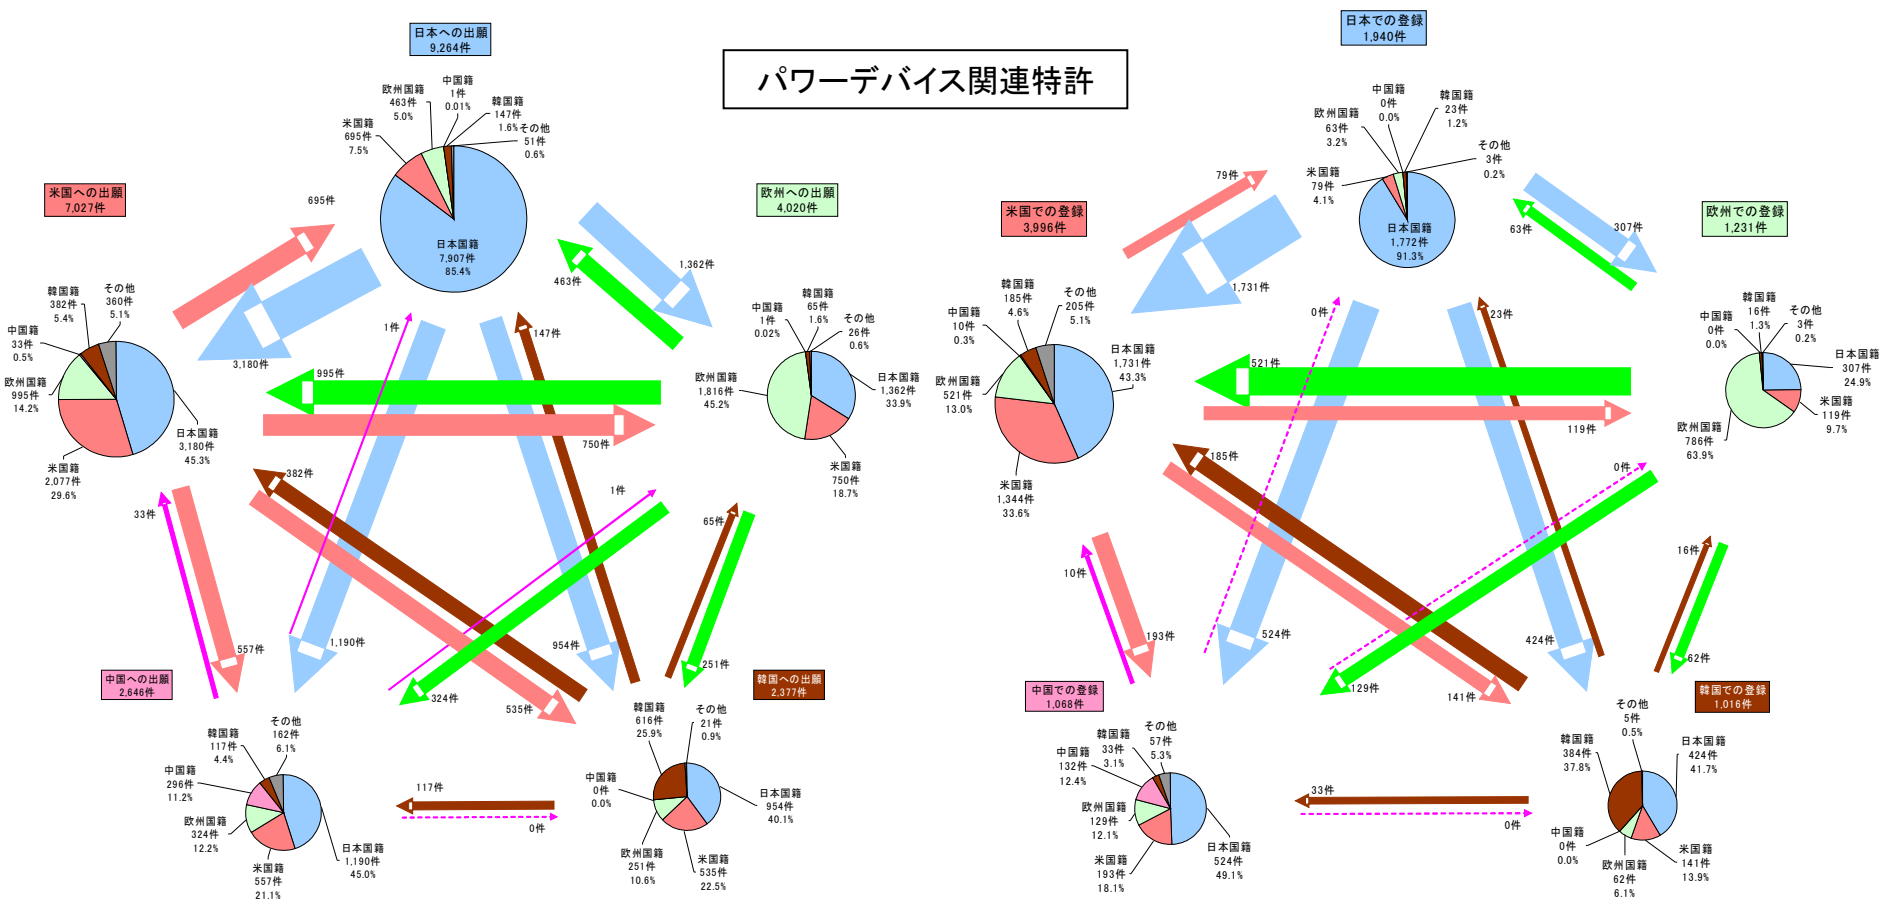 パワーデバイス関連特許
日本への出願
9,264件
中国籍
1件
0.01%
欧州国籍
463件
5.0%
韓国籍
147件
1.6%
その他
51件
0.6%
米国籍
695件
7.5%
日本国籍
7,907件
85.4%
米国への出願
7,027件
695件
欧州への出願
4,020件
1,362件
463件
3,180件
韓国籍
382件
5.4%
その他
360件
5.1%
中国籍
33件
0.5%
欧州国籍
995件
14.2%
日本国籍
3,180件
45.3%
米国籍
2,077件
29.6%
中国籍
1件
0.02%
韓国籍
65件
1.6%
その他
26件
0.6%
欧州国籍
1,816件
45.2%
日本国籍
1,362件
33.9%
米国籍
750件
18.7%
1件
147件
995件
750件
382件
1件
33件
65件
557件
1,190件
954件
251件
324件
535件
中国への出願
2,646件
韓国への出願
2,377件
その他
162件
6.1%
韓国籍
117件
4.4%
中国籍
296件
11.2%
欧州国籍
324件
12.2%
米国籍
557件
21.1%
日本国籍
1,190件
45.0%
117件
0件
韓国籍
616件
25.9%
その他
21件
0.9%
中国籍
0件
0.0%
日本国籍
954件
40.1%
欧州国籍
251件
10.6%
米国籍
535件
22.5%
日本での登録
1,940件
中国籍
0件
0.0%
韓国籍
23件
1.2%
欧州国籍
63件
3.2%
その他
3件
0.2%
米国籍
79件
4.1%
日本国籍
1,772件
91.3%
79件
米国での登録
3,996件
欧州での登録
1,231件
307件
63件
1,731件
韓国籍
185件
4.6%
その他
205件
5.1%
中国籍
10件
0.3%
欧州国籍
521件
13.0%
日本国籍
1,731件
43.3%
米国籍
1,344件
33.6%
韓国籍
16件
1.3%
その他
3件
0.2%
中国籍
0件
0.0%
日本国籍
307件
24.9%
米国籍
119件
9.7%
欧州国籍
786件
63.9%
0件
23件
521件
119件
185件
0件
10件
16件
193件
524件
424件
62件
129件
141件
中国での登録
1,068件
韓国での登録
1,016件
その他
57件
5.3%
韓国籍
33件
3.1%
中国籍
132件
12.4%
欧州国籍
129件
12.1%
米国籍
193件
18.1%
日本国籍
524件
49.1%
33件
0件
その他
5件
0.5%
韓国籍
384件
37.8%
日本国籍
424件
41.7%
中国籍
0件
0.0%
欧州国籍
62件
6.1%
米国籍
141件
13.9%